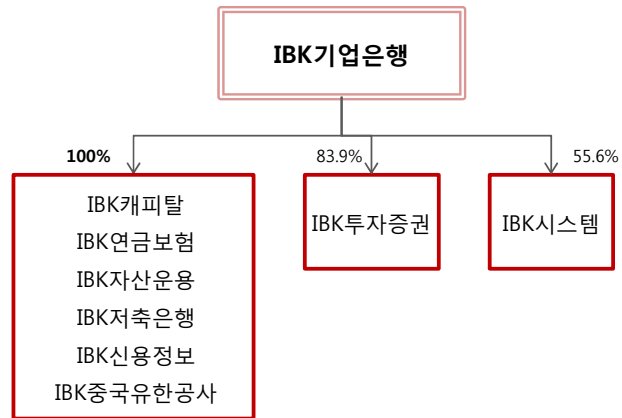 IBK기업은행
100%
83.9%
55.6%
IBK캐피탈
IBK연금보험
IBK자산운용
IBK저축은행
IBK신용정보
IBK중국유한공사
IBK투자증권
IBK시스템